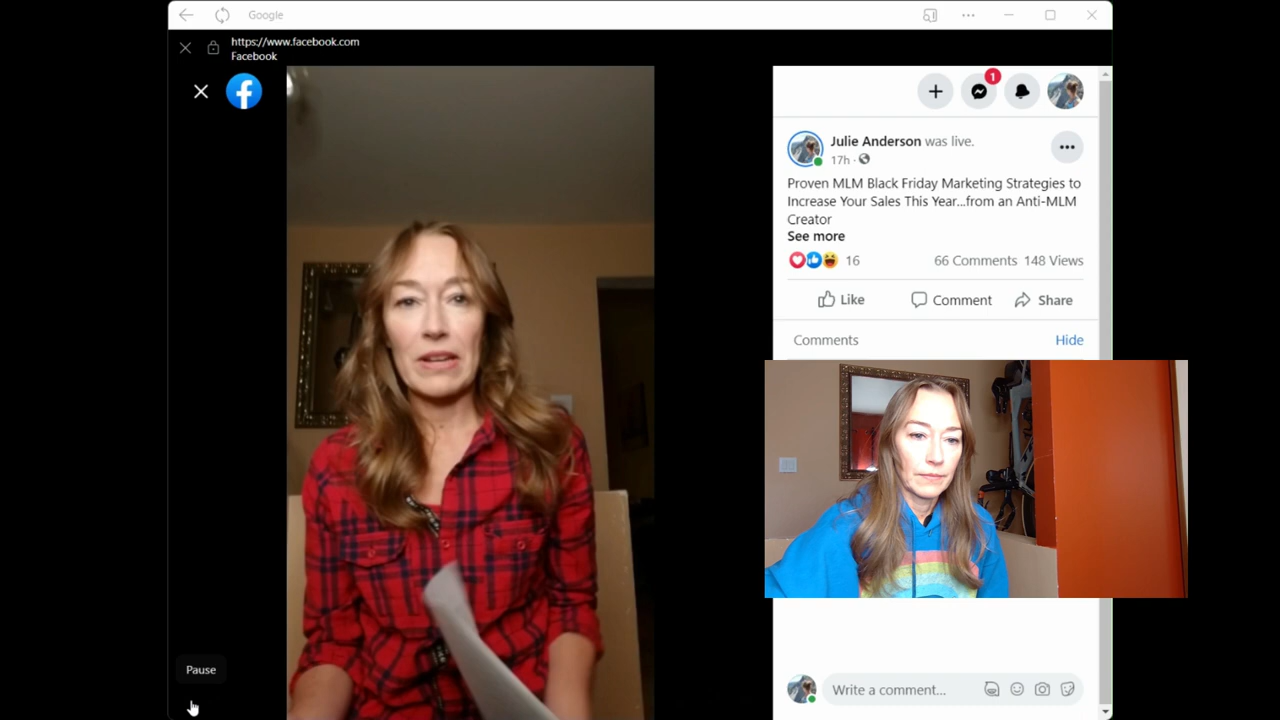 Google
https://www.facebook.com
Facebook
1
Julie Anderson was live.
17h ·
Proven MLM Black Friday Marketing Strategies to
Increase Your Sales This Year...from an Anti-MLM
Creator
See more
16 66 Comments 148 Views
Like Comment Share
Comments Hide
Pause
Write a comment...